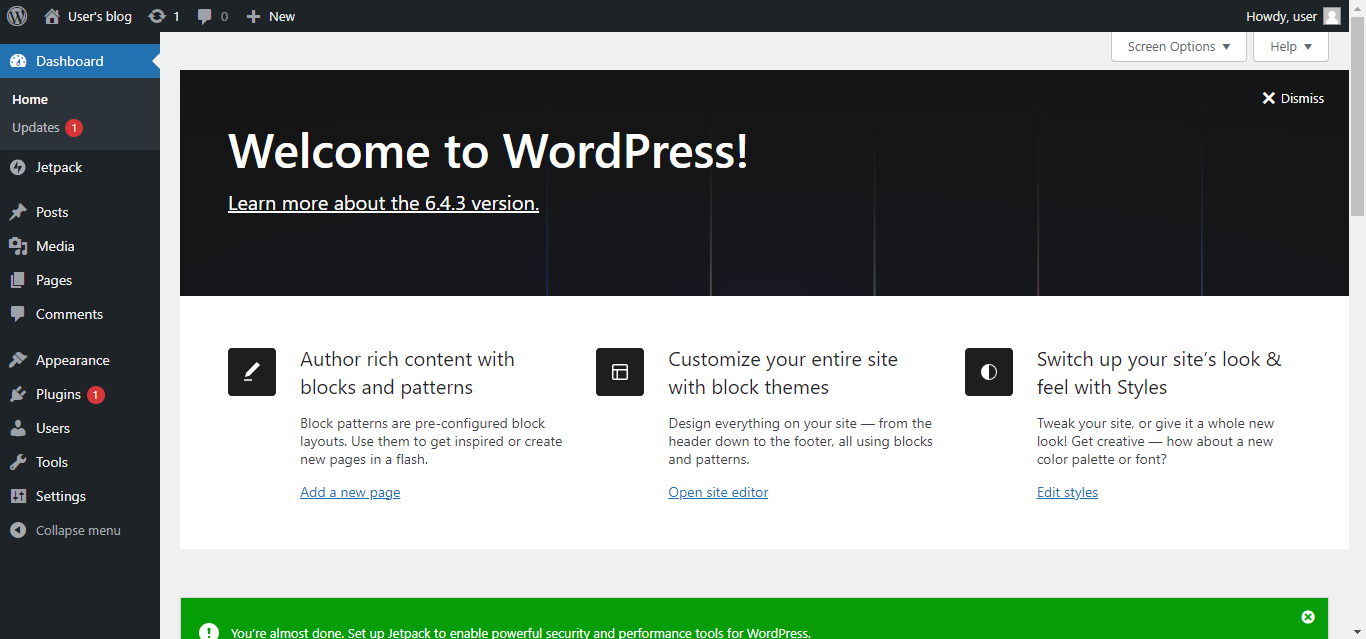 User's blog 1 0 New Howdy, user
Screen Options Help
Dashboard
Home
Updates 1
Jetpack
Posts
Media
Pages
Comments
Appearance
Plugins 1
Users
Tools
Settings
Collapse menu
Dismiss
Welcome to WordPress!
Learn more about the 6.4.3 version.
Author rich content with
blocks and patterns
Block patterns are pre-configured block
layouts. Use them to get inspired or create
new pages in a flash.
Add a new page
Customize your entire site
with block themes
Design everything on your site — from the
header down to the footer, all using blocks
and patterns.
Open site editor
Switch up your site’s look &
feel with Styles
Tweak your site, or give it a whole new
look! Get creative — how about a new
color palette or font?
Edit styles
You're almost done. Set up Jetpack to enable powerful security and performance tools for WordPress.